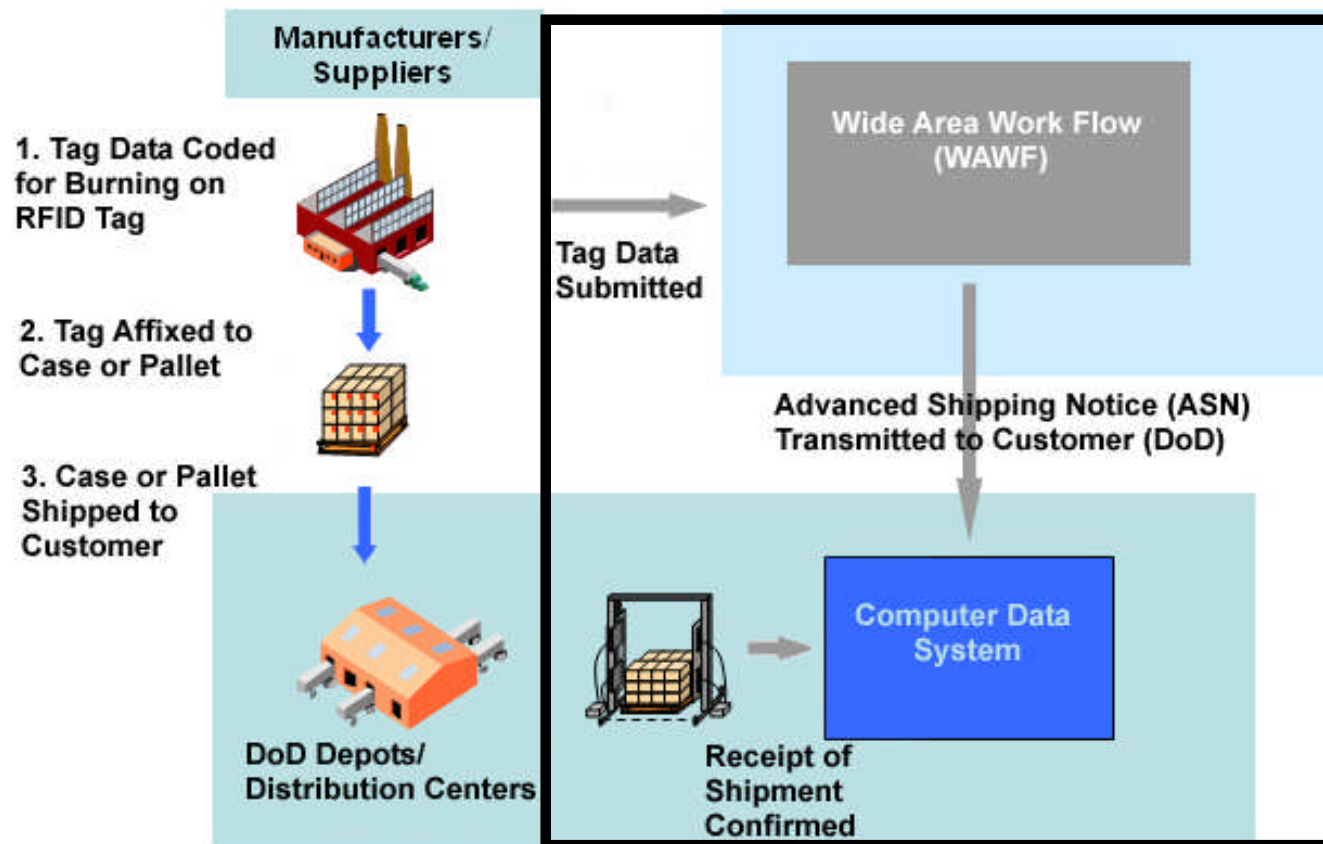 Manufacturers/
Suppliers
1. Tag Data Coded
for Burning on
RFID Tag
2. Tag Affixed to
Case or Pallet
3. Case or Pallet
Shipped to
Customer
DoD Depots/
Distribution Centers
Tag Data
Submitted
Wide Area Work Flow
(WAWF)
Advanced Shipping Notice (ASN)
Transmitted to Customer (DoD)
Computer Data
System
Receipt of
Shipment
Confirmed